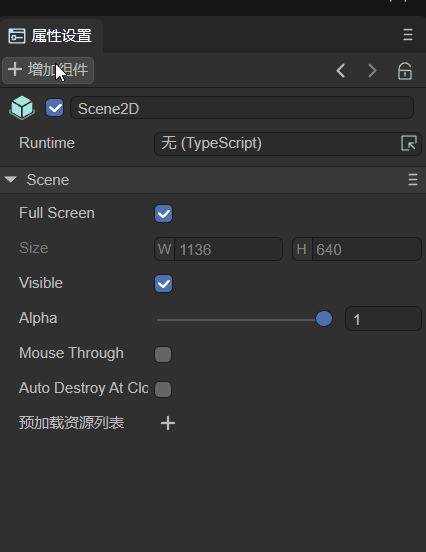 属性设置
增加组件
Scene2D
Runtime 无 (TypeScript)
Scene
Full Screen
Size W 1136 H 640
Visible
Alpha 1
Mouse Through
Auto Destroy At Clo
预加载资源列表